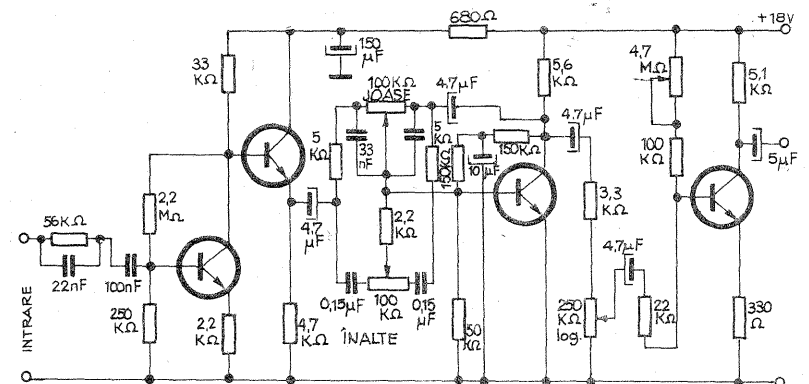 680Ω
+18V
150
μF
33
KΩ
100KΩ
JOASE
4,7μF
5,6
KΩ
4,7
MΩ
5,1
KΩ
4,7μF
5
KΩ
33
nF
5
KΩ
150KΩ
10μF
150KΩ
100
KΩ
5μF
2,2
MΩ
56KΩ
22nF
100nF
4,7
μF
2,2
KΩ
3,3
KΩ
4,7μF
INTRARE
250
KΩ
2,2
KΩ
4,7
KΩ
0,15μF
100
KΩ
0,15
μF
ÎNALTE
50
KΩ
250
KΩ
log.
22
KΩ
330
Ω